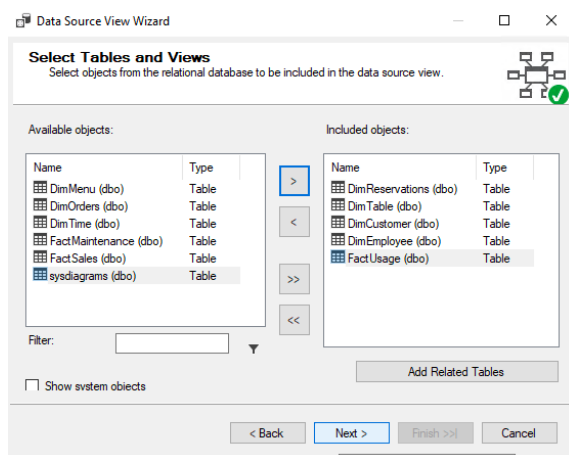 Data Source View Wizard
Select Tables and Views
Select objects from the relational database to be included in the data source view.
Available objects:
Name Type
DimMenu (dbo) Table
DimOrders (dbo) Table
DimTime (dbo) Table
FactMaintenance (dbo) Table
FactSales (dbo) Table
sysdiagrams (dbo) Table
>
<
>>
<<
Included objects:
Name Type
DimReservations (dbo) Table
DimTable (dbo) Table
DimCustomer (dbo) Table
DimEmployee (dbo) Table
FactUsage (dbo) Table
Filter:
Add Related Tables
Show system objects
< Back Next > Finish >>| Cancel